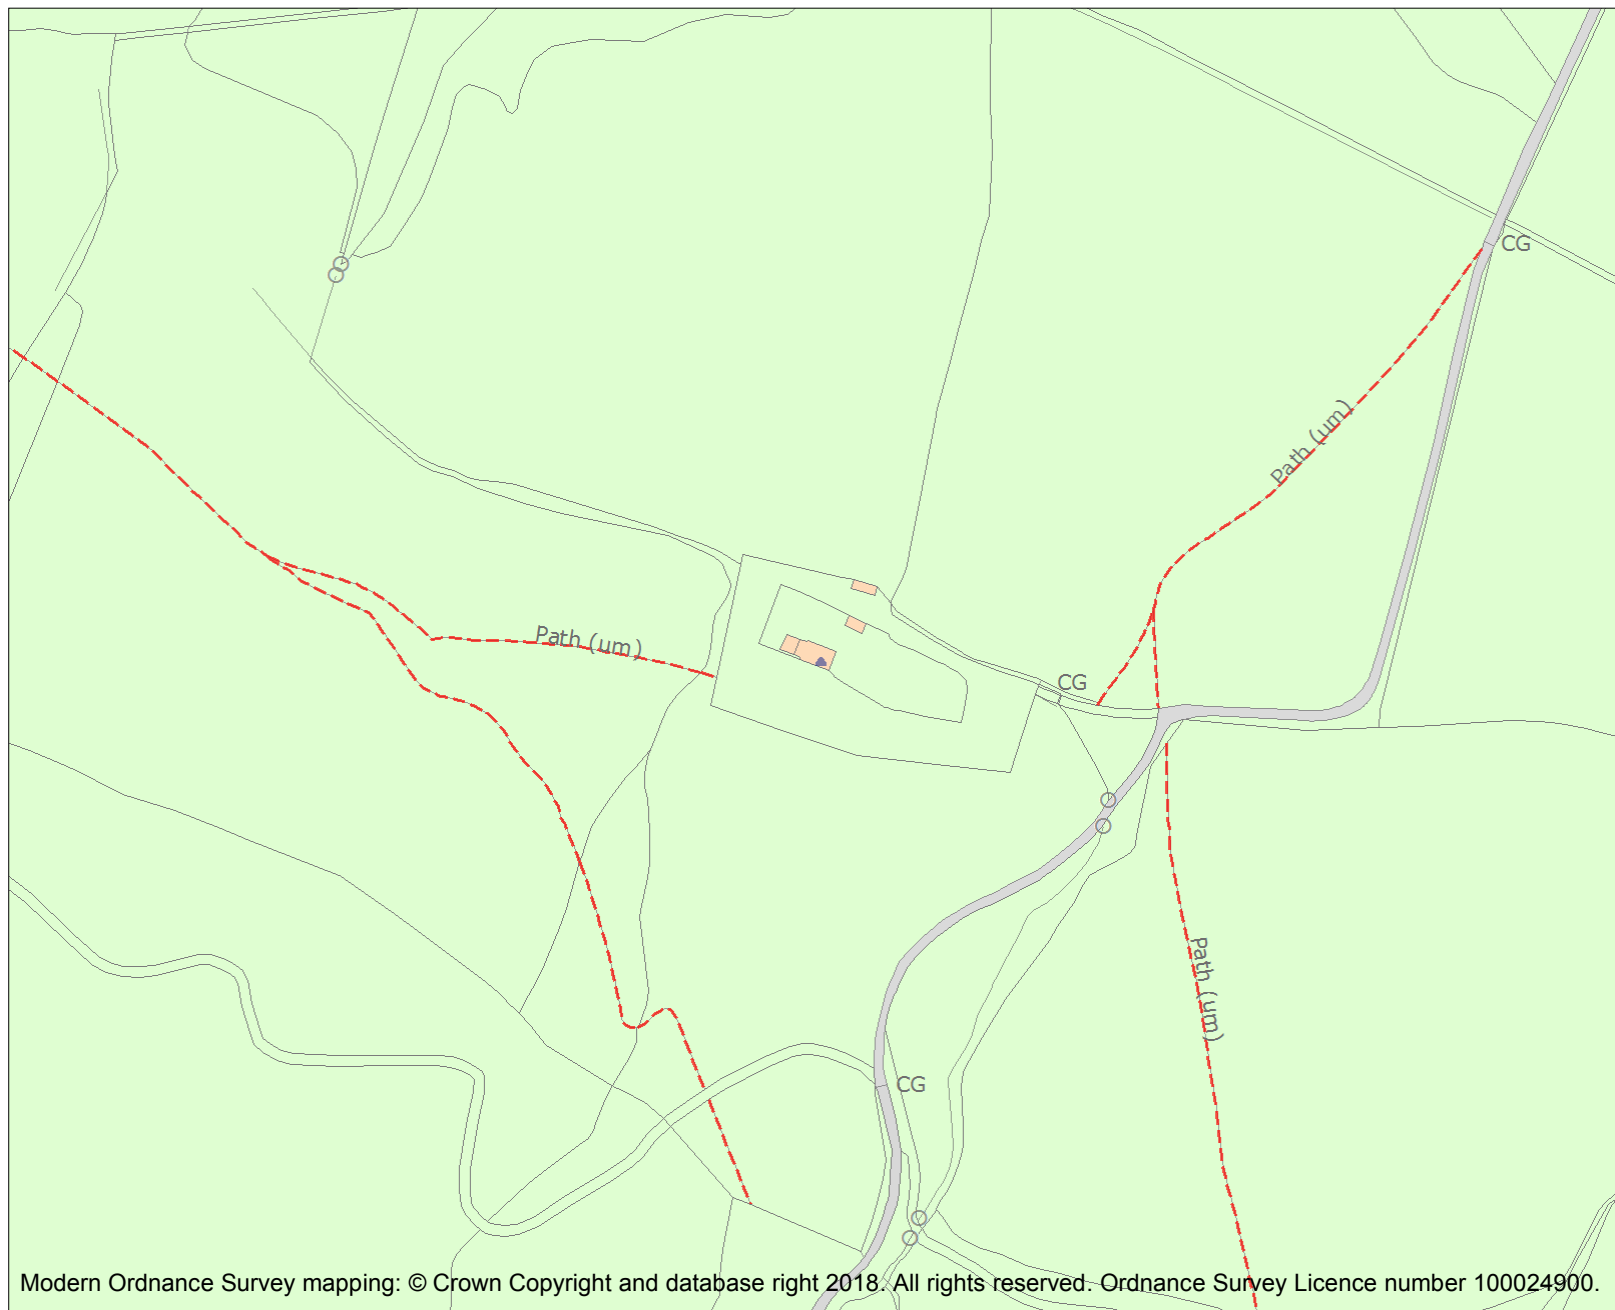 CG
Path (um)
Path (um)
CG
Path (um)
CG
Modern Ordnance Survey mapping: © Crown Copyright and database right 2018. All rights reserved. Ordnance Survey Licence number 100024900.